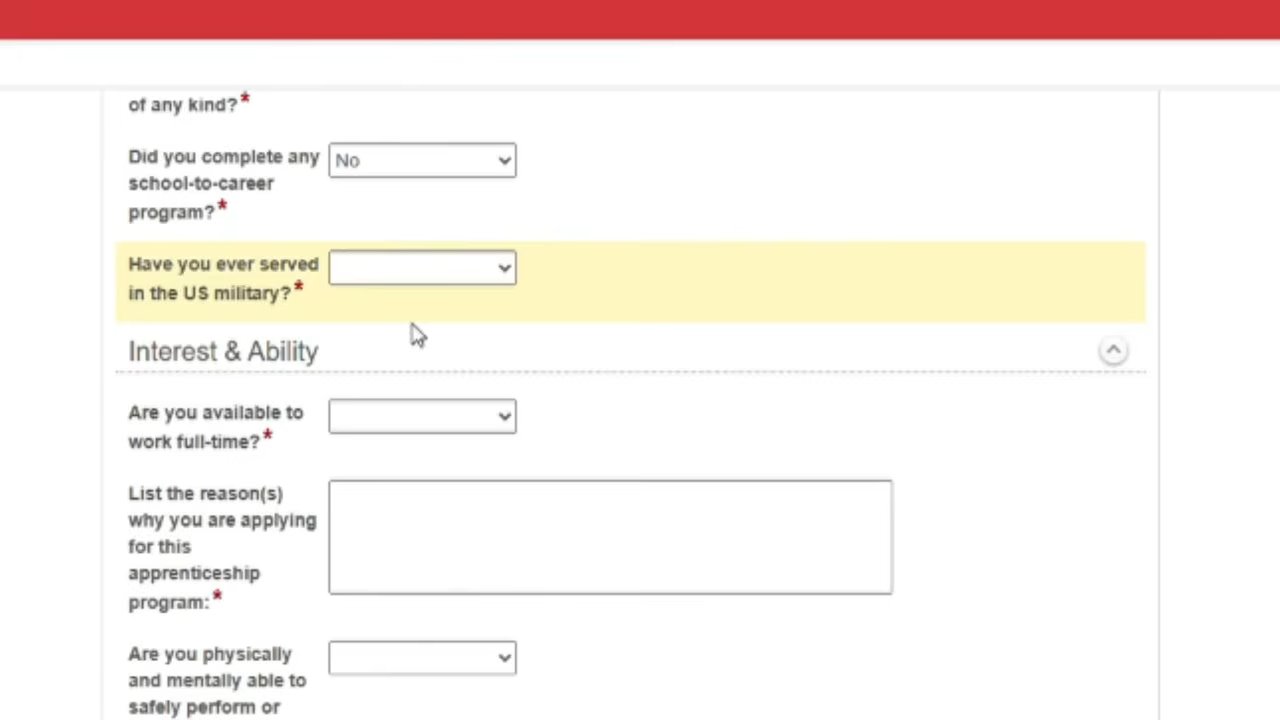 of any kind?*
Did you complete any
school-to-career
program?*
No
Have you ever served
in the US military?*
Interest & Ability
Are you available to
work full-time?*
List the reason(s)
why you are applying
for this
apprenticeship
program:*
Are you physically
and mentally able to
safely perform or